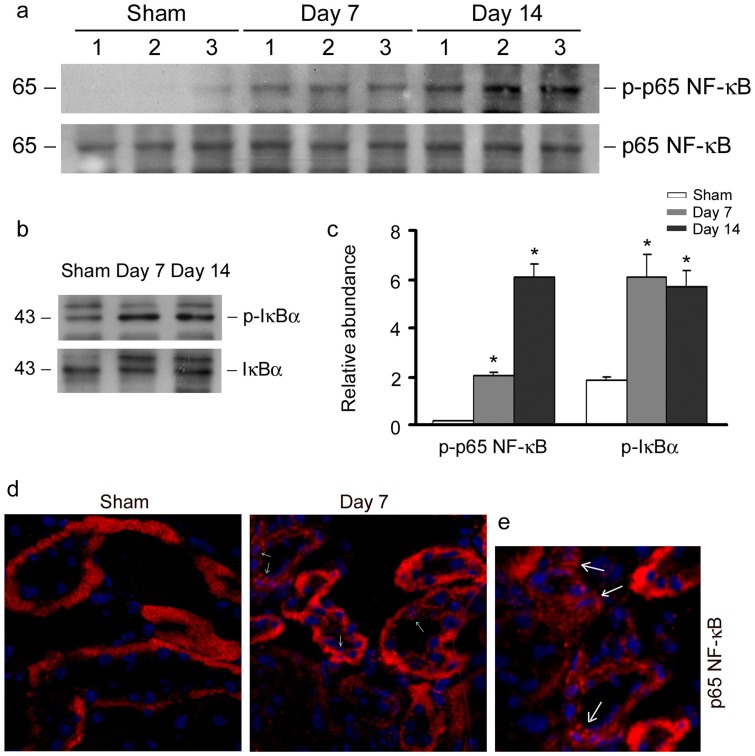 a
Sham Day 7 Day 14
1 2 3 1 2 3 1 2 3
65 – – p-p65 NF-κB
65 – – p65 NF-κB
b
Sham Day 7 Day 14
43 – – p-IκBα
43 – – IκBα
c
Sham
Day 7
Day 14
Relative abundance
8
6
4
2
0
* * * *
p-p65 NF-κB p-IκBα
d
Sham Day 7
e
p65 NF-κB